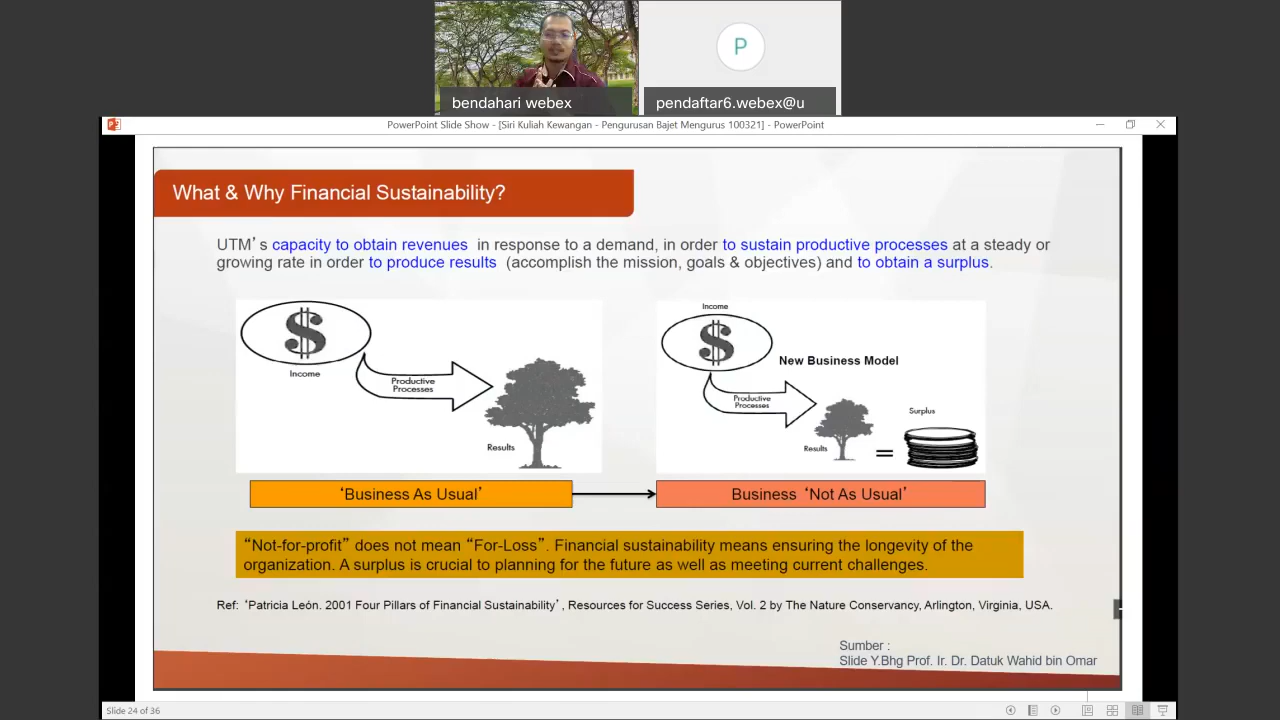 P
bendahari webex
pendaftar6.webex@u
PowerPoint Slide Show - [Siri Kuliah Kewangan - Pengurusan Bajet Mengurus 100321] - PowerPoint
What & Why Financial Sustainability?
UTM’s capacity to obtain revenues in response to a demand, in order to sustain productive processes at a steady or
growing rate in order to produce results (accomplish the mission, goals & objectives) and to obtain a surplus.
$
Income
Productive
Processes
Results
Income
$
New Business Model
Productive
Processes
Results
=
Surplus
‘Business As Usual’
Business ‘Not As Usual’
“Not-for-profit” does not mean “For-Loss”. Financial sustainability means ensuring the longevity of the
organization. A surplus is crucial to planning for the future as well as meeting current challenges.
Ref: ‘Patricia León. 2001 Four Pillars of Financial Sustainability’, Resources for Success Series, Vol. 2 by The Nature Conservancy, Arlington, Virginia, USA.
Sumber :
Slide Y.Bhg Prof. Ir. Dr. Datuk Wahid bin Omar
Slide 24 of 36